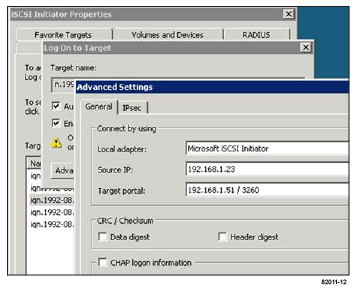 iSCSI Initiator Properties
Favorite Targets Volumes and Devices RADIUS
Log On to Target
To
Target name:
Log
n.199
Advanced Settings
To
click
General IPsec
Connect by using
Local adapter: Microsoft iSCSI Initiator
Source IP: 192.168.1.23
Targ
Target portal: 192.168.1.51 / 3260
Adva
Na
iqn
iqn.1992-08.
iqn.1992-08.
iqn.1992-08.
iqn.1992-08.
CRC / Checksum
Data digest Header digest
CHAP logon information
82011-12